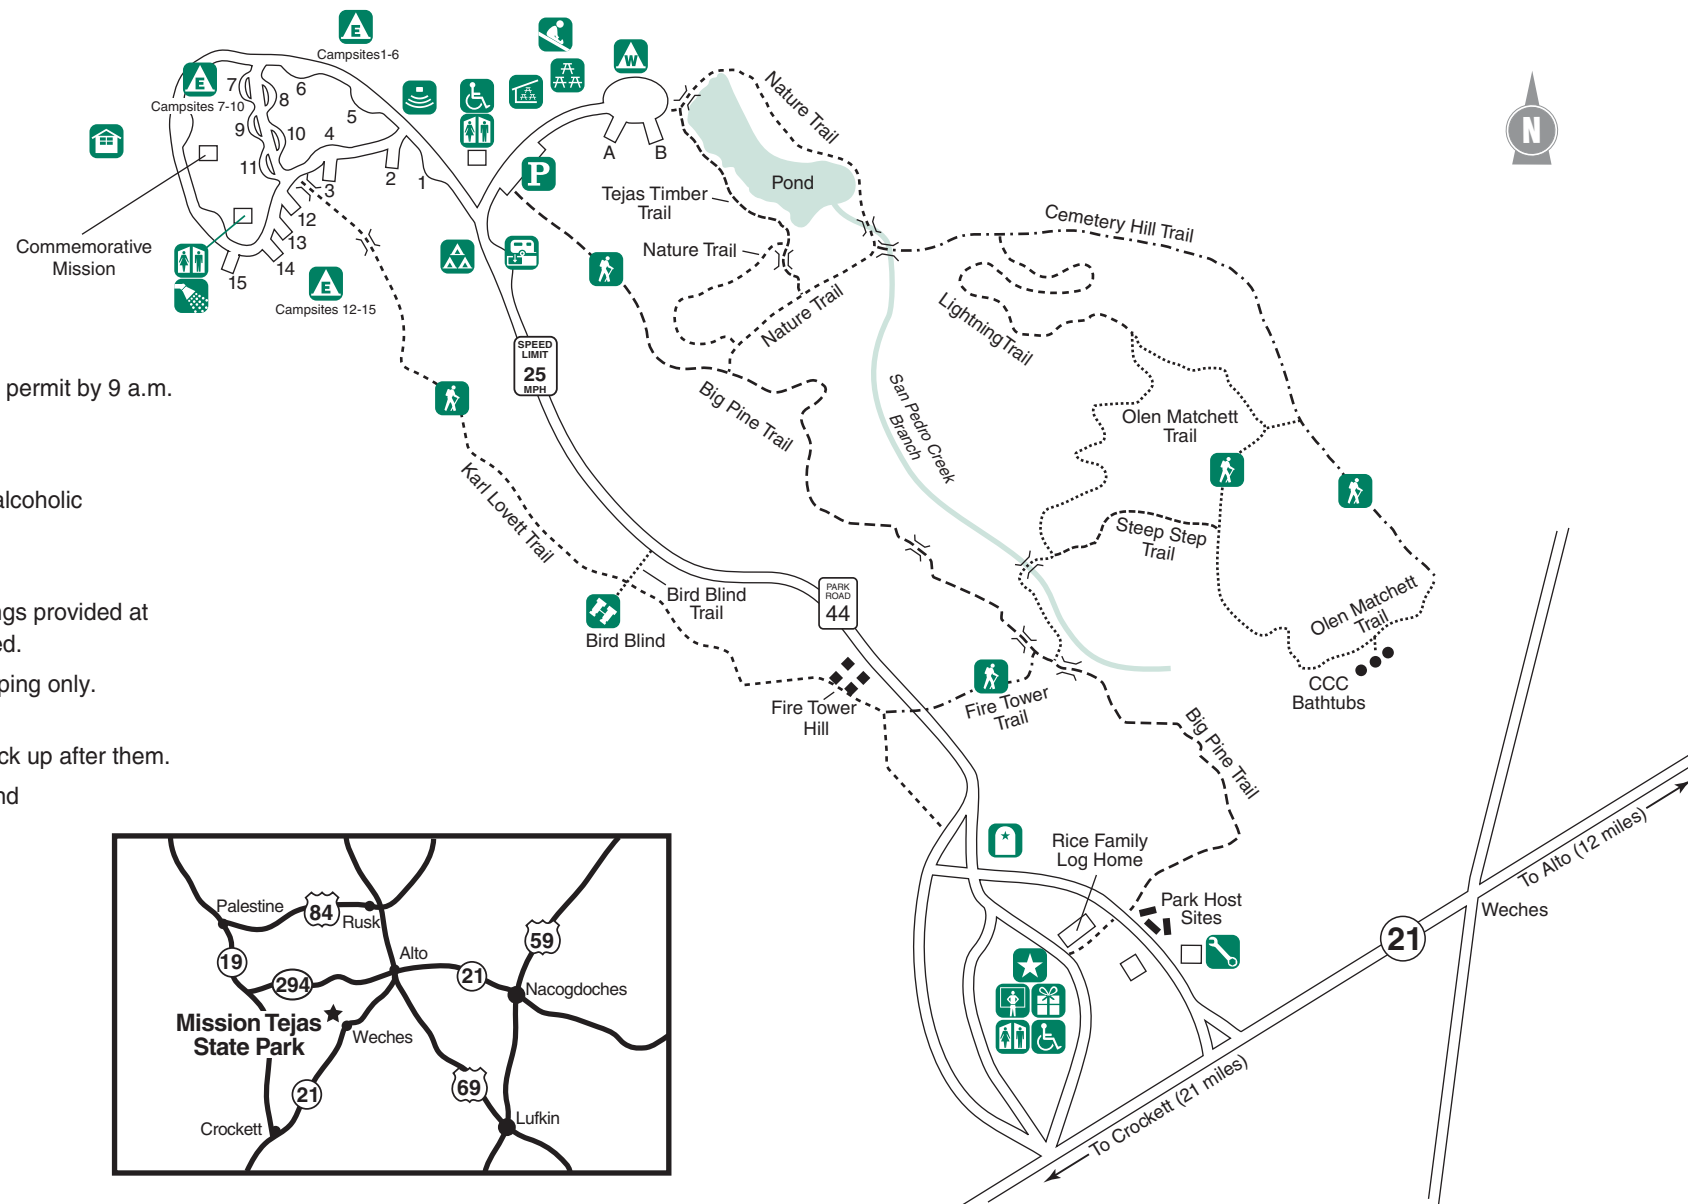 Campsites1-6
E
W
Campsites 7-10
E
7
6
8
5
9
10
4
11
3
2
1
12
13
14
15
A
B
P
Nature Trail
Pond
Tejas Timber
Trail
Nature Trail
Nature Trail
Cemetery Hill Trail
N
Commemorative
Mission
E
Campsites 12-15
Lightning Trail
SPEED
LIMIT
25
MPH
permit by 9 a.m.
San Pedro Creek
Branch
Big Pine Trail
Olen Matchett
Trail
Karl Lovett Trail
alcoholic
Steep Step
Trail
Bird Blind
Trail
PARK
ROAD
44
Bird Blind
ngs provided at
ed.
Olen Matchett
Trail
ping only.
CCC
Bathtubs
Fire Tower
Hill
Fire Tower
Trail
Big Pine Trail
ck up after them.
nd
Rice Family
Log Home
Park Host
Sites
To Alto (12 miles)
Weches
21
To Crockett (21 miles)
Palestine
84
Rusk
59
19
Alto
294
21
Nacogdoches
Mission Tejas
State Park
Weches
21
69
Crockett
Lufkin